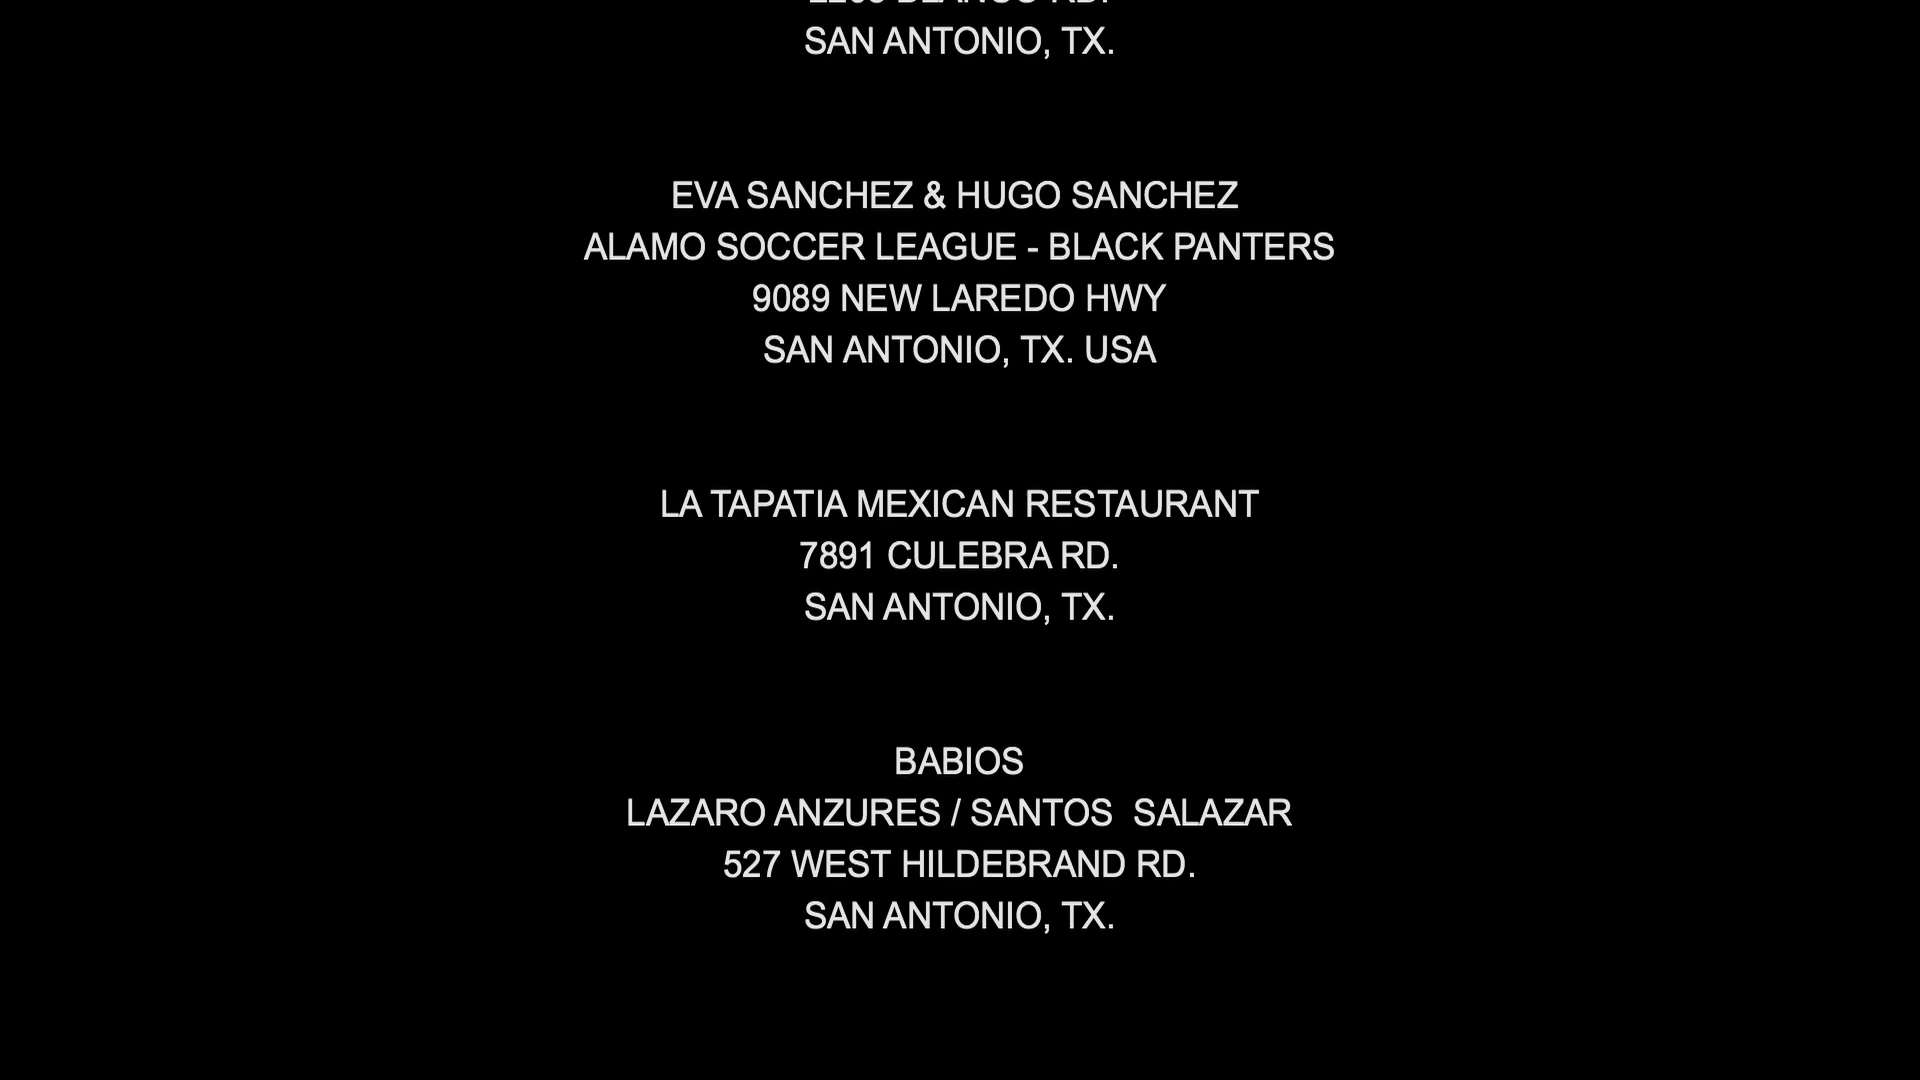 SAN ANTONIO, TX.
EVA SANCHEZ & HUGO SANCHEZ
ALAMO SOCCER LEAGUE - BLACK PANTERS
9089 NEW LAREDO HWY
SAN ANTONIO, TX. USA
LA TAPATIA MEXICAN RESTAURANT
7891 CULEBRA RD.
SAN ANTONIO, TX.
BABIOS
LAZARO ANZURES / SANTOS  SALAZAR
527 WEST HILDEBRAND RD.
SAN ANTONIO, TX.